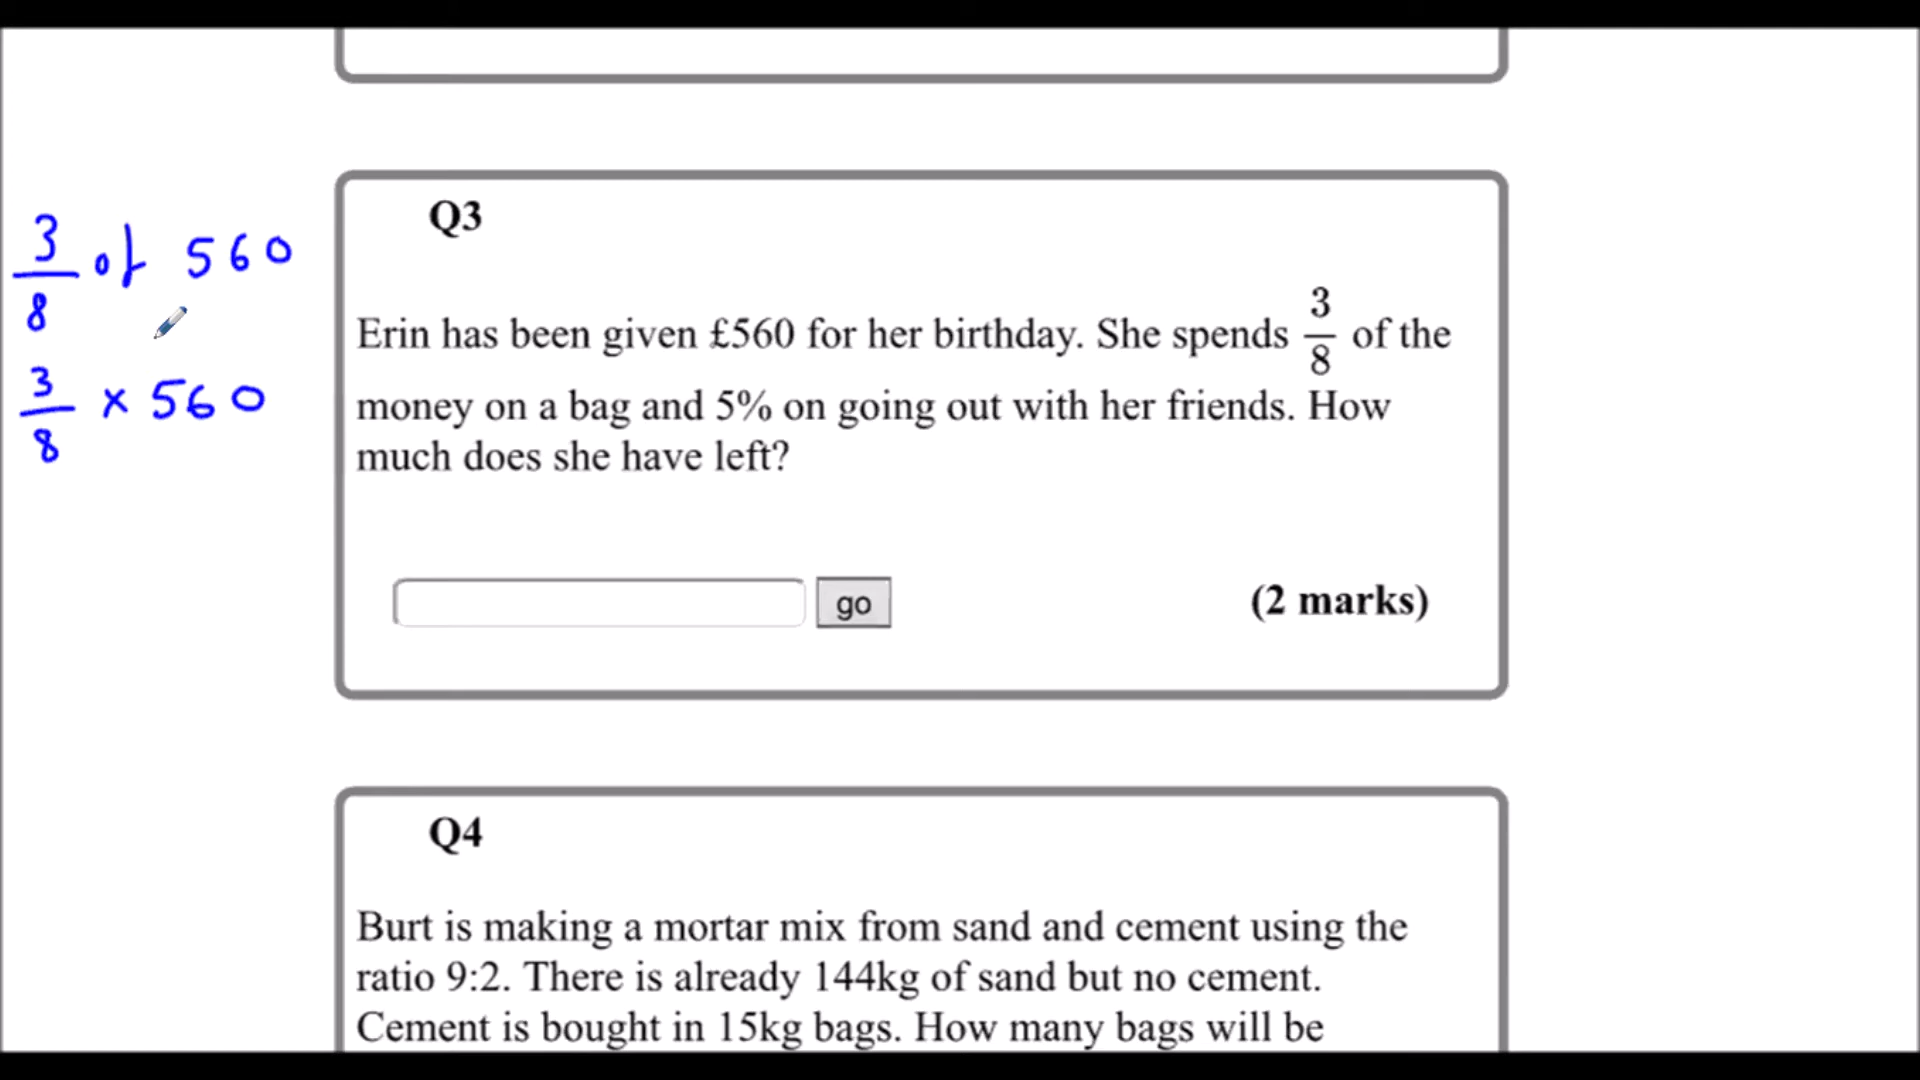 3/8 of 560
3/8 × 560
Q3
Erin has been given £560 for her birthday. She spends 3/8 of the
money on a bag and 5% on going out with her friends. How
much does she have left?
go
(2 marks)
Q4
Burt is making a mortar mix from sand and cement using the
ratio 9:2. There is already 144kg of sand but no cement.
Cement is bought in 15kg bags. How many bags will be